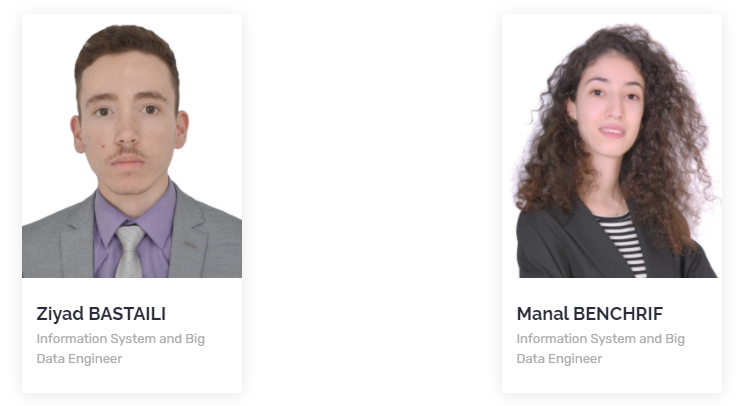 Ziyad BASTAILI
Information System and Big
Data Engineer
Manal BENCHRIF
Information System and Big
Data Engineer